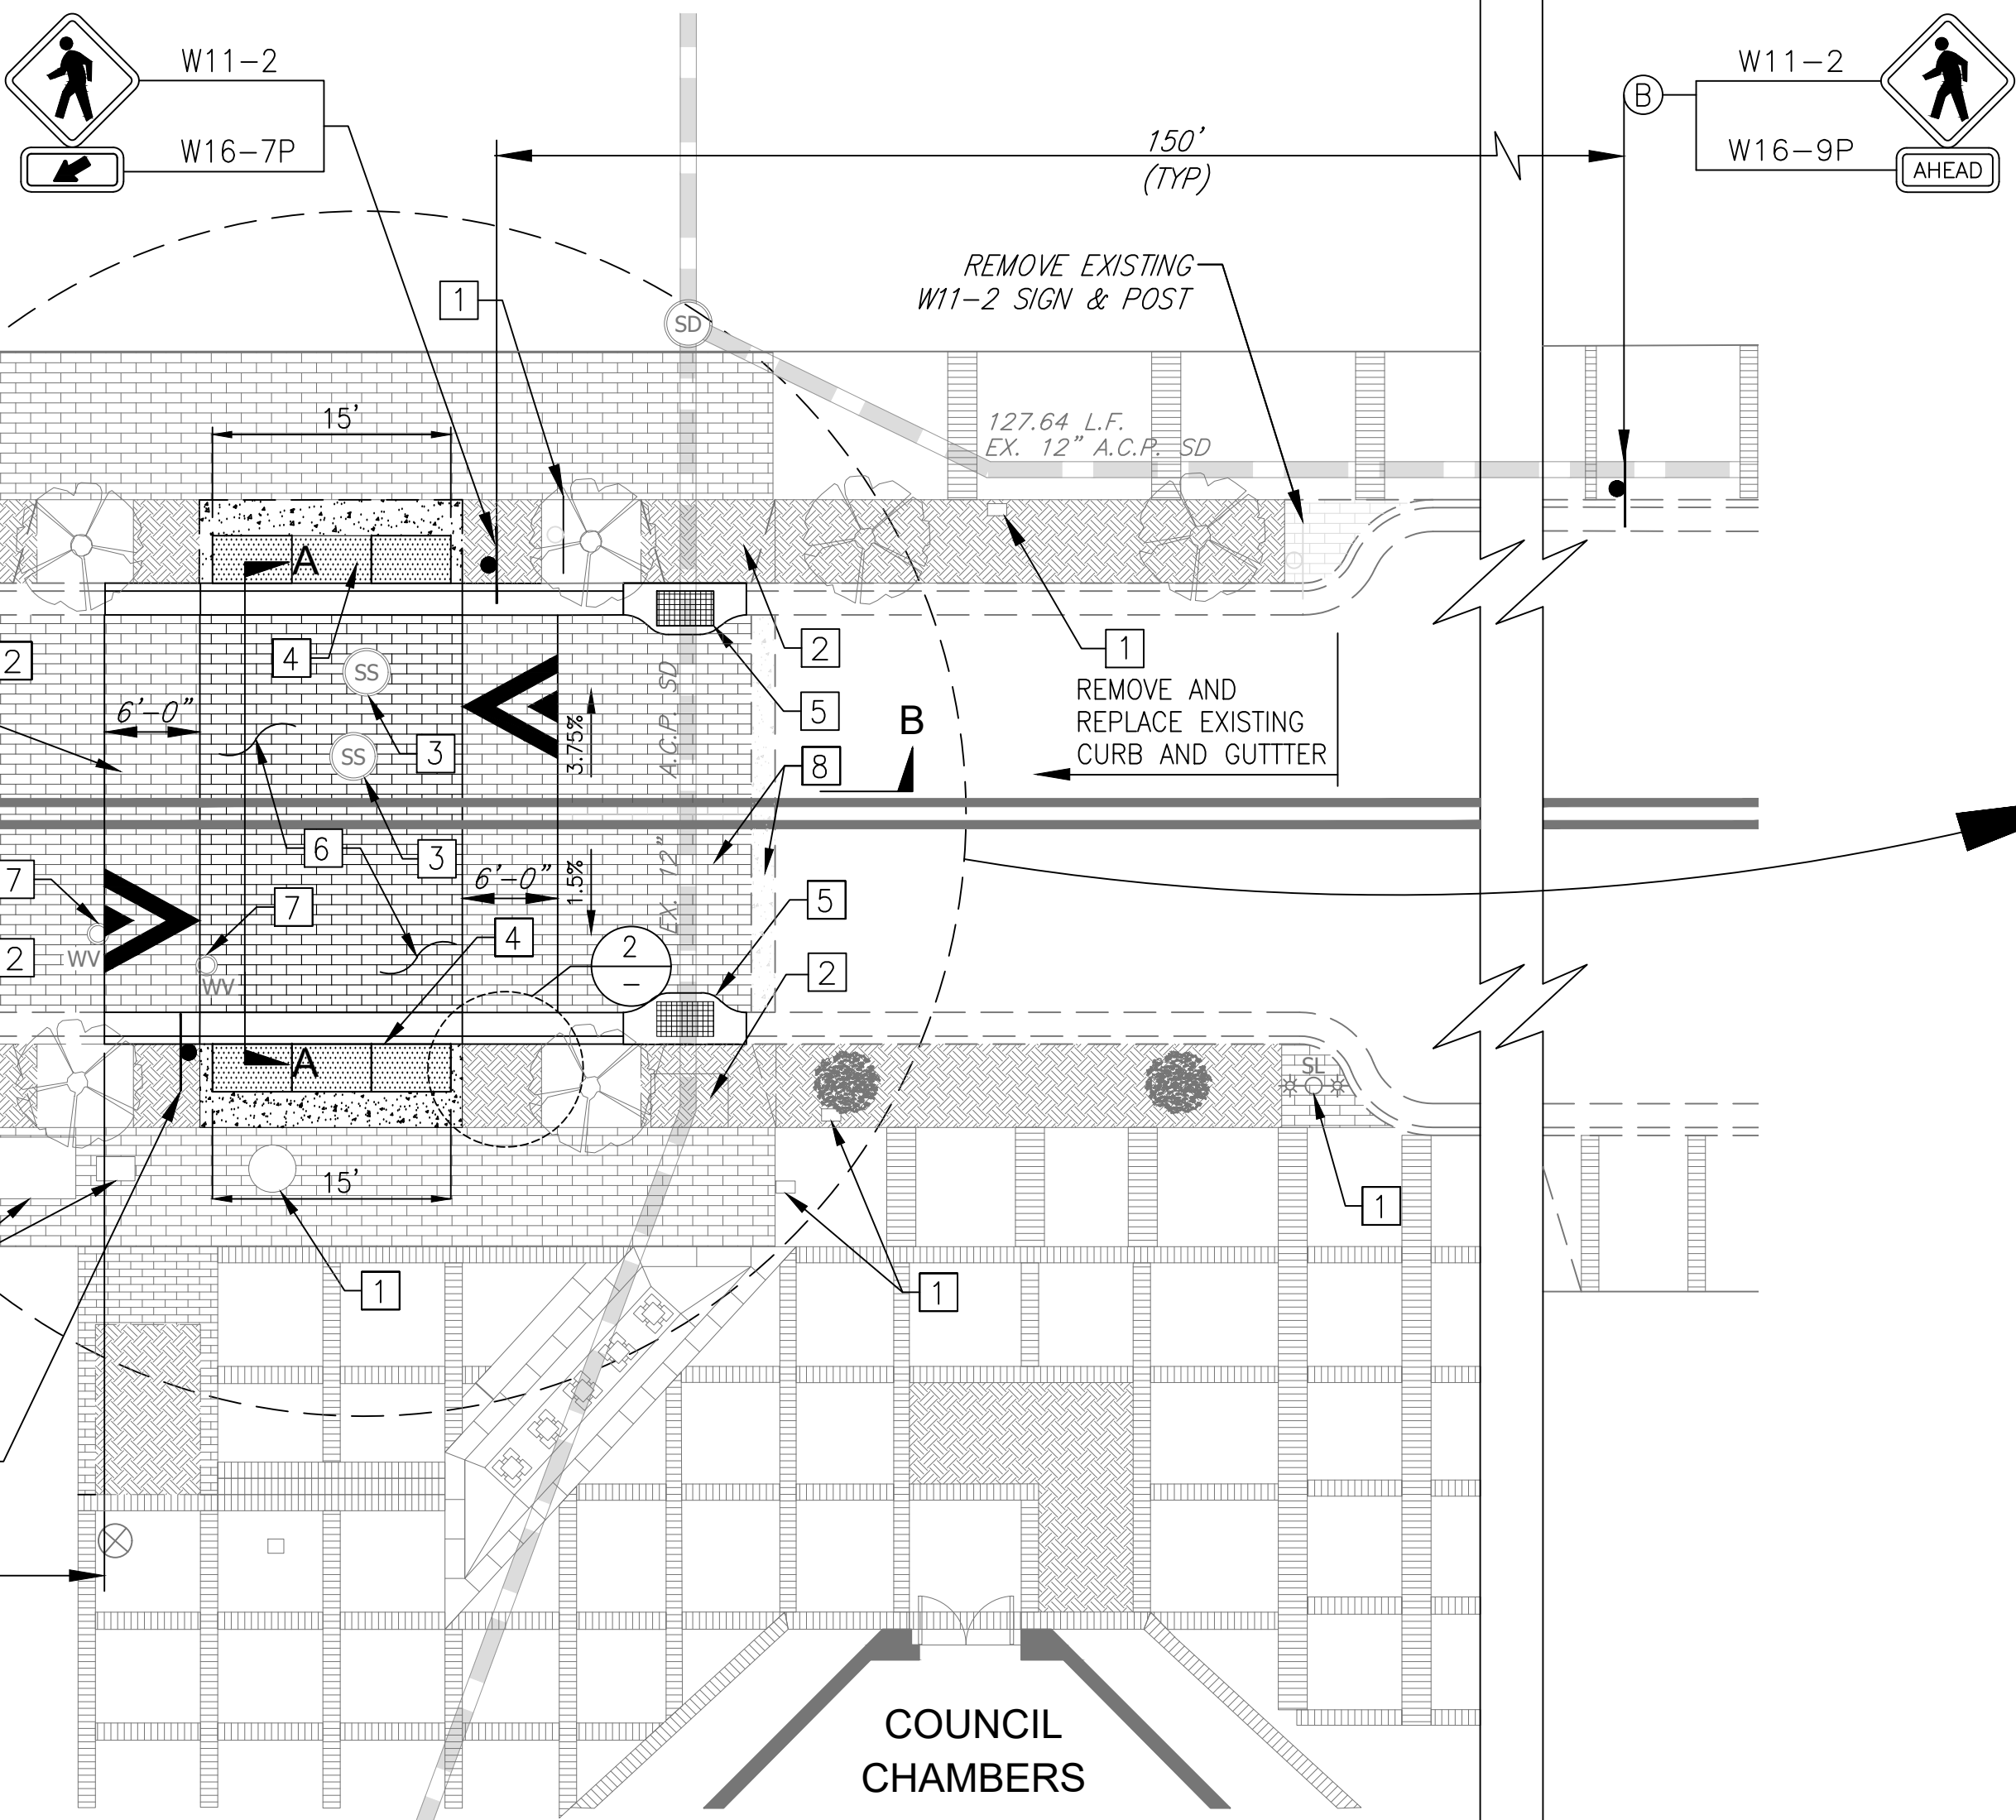 W11-2
W16-7P
150'
(TYP)
B
W11-2
W16-9P
AHEAD
REMOVE EXISTING
W11-2 SIGN & POST
1
SD
15'
127.64 L.F.
EX. 12" A.C.P. SD
A
2
4
SS
2
1
6'-0"
SS
3
5
REMOVE AND
REPLACE EXISTING
CURB AND GUTTTER
3.75%
A.C.P. SD
B
8
6
3
7
7
6'-0"
1.5%
EX. 12"
5
WV
2
WV
4
2
-
2
A
SL
15'
1
1
1
COUNCIL
CHAMBERS